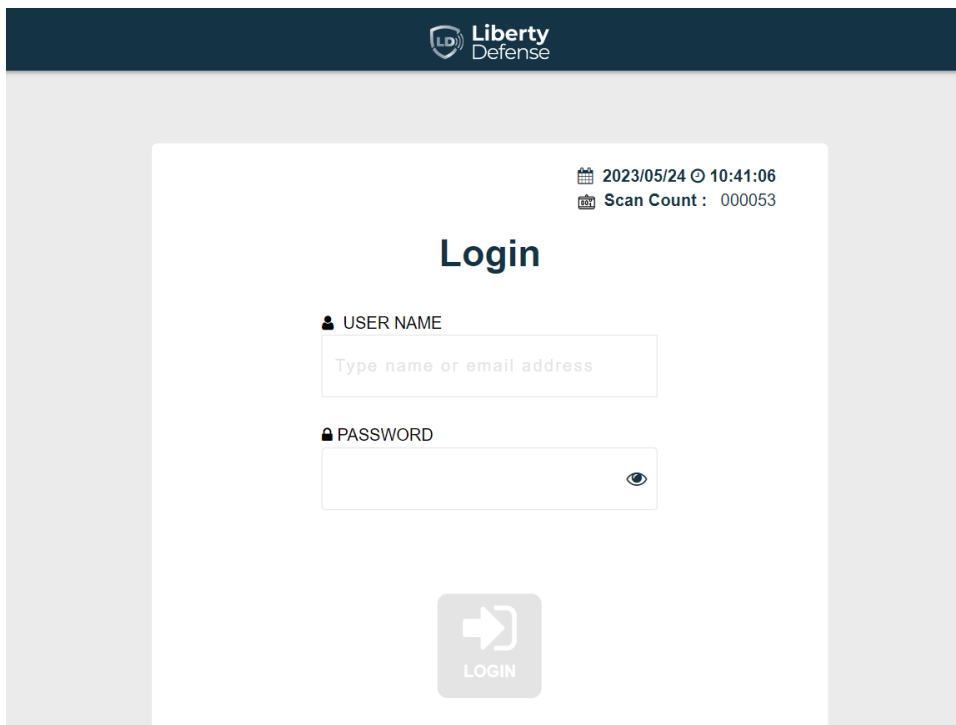 LD
Liberty
Defense
2023/05/24 10:41:06
Scan Count : 000053
Login
USER NAME
Type name or email address
PASSWORD
LOGIN